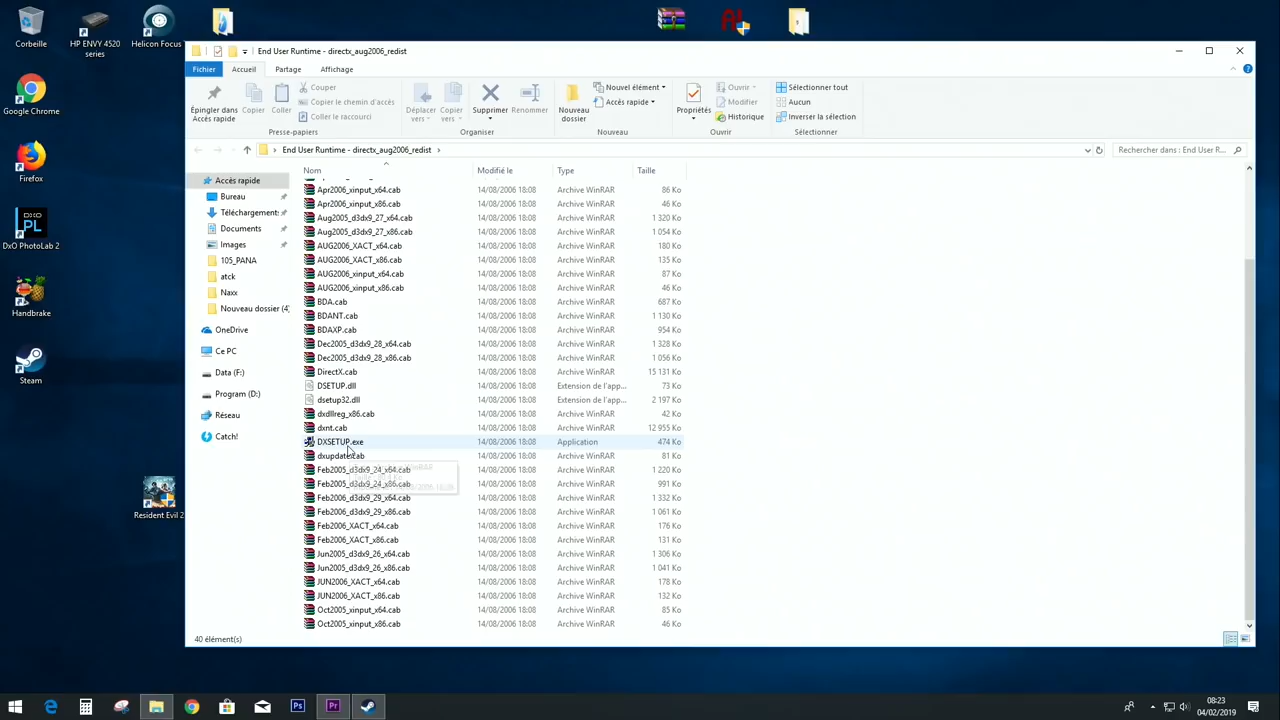 Corbeille
HP ENVY 4520
series
Helicon Focus
Google Chrome
Firefox
DxO PhotoLab 2
Handbrake
Steam
Resident Evil 2
End User Runtime - directx_aug2006_redist
Fichier Accueil Partage Affichage
Épingler dans
Accès rapide
Copier
Coller
Couper
Copier le chemin d'accès
Coller le raccourci
Presse-papiers
Déplacer
vers
Copier
vers
Supprimer
Renommer
Organiser
Nouveau
dossier
Nouvel élément
Accès rapide
Nouveau
Propriétés
Ouvrir
Modifier
Historique
Ouvrir
Sélectionner tout
Aucun
Inverser la sélection
Sélectionner
End User Runtime - directx_aug2006_redist
Rechercher dans : End User R...
Accès rapide
Bureau
Téléchargement:
Documents
Images
105_PANA
atck
Naxx
Nouveau dossier (4)
OneDrive
Ce PC
Data (F:)
Program (D:)
Réseau
Catch!
Nom Modifié le Type Taille
Apr2006_xinput_x64.cab 14/08/2006 18:08 Archive WinRAR 86 Ko
Apr2006_xinput_x86.cab 14/08/2006 18:08 Archive WinRAR 46 Ko
Aug2005_d3dx9_27_x64.cab 14/08/2006 18:08 Archive WinRAR 1 320 Ko
Aug2005_d3dx9_27_x86.cab 14/08/2006 18:08 Archive WinRAR 1 054 Ko
AUG2006_XACT_x64.cab 14/08/2006 18:08 Archive WinRAR 180 Ko
AUG2006_XACT_x86.cab 14/08/2006 18:08 Archive WinRAR 135 Ko
AUG2006_xinput_x64.cab 14/08/2006 18:08 Archive WinRAR 87 Ko
AUG2006_xinput_x86.cab 14/08/2006 18:08 Archive WinRAR 46 Ko
BDA.cab 14/08/2006 18:08 Archive WinRAR 687 Ko
BDANT.cab 14/08/2006 18:08 Archive WinRAR 1 130 Ko
BDAXP.cab 14/08/2006 18:08 Archive WinRAR 954 Ko
Dec2005_d3dx9_28_x64.cab 14/08/2006 18:08 Archive WinRAR 1 328 Ko
Dec2005_d3dx9_28_x86.cab 14/08/2006 18:08 Archive WinRAR 1 056 Ko
DirectX.cab 14/08/2006 18:08 Archive WinRAR 15 131 Ko
DSETUP.dll 14/08/2006 18:08 Extension de l'app... 73 Ko
dsetup32.dll 14/08/2006 18:08 Extension de l'app... 2 197 Ko
dxdllreg_x86.cab 14/08/2006 18:08 Archive WinRAR 42 Ko
dxnt.cab 14/08/2006 18:08 Archive WinRAR 12 955 Ko
DXSETUP.exe 14/08/2006 18:08 Application 474 Ko
dxupdate.cab 14/08/2006 18:08 Archive WinRAR 81 Ko
Feb2005_d3dx9_24_x64.cab 14/08/2006 18:08 Archive WinRAR 1 220 Ko
Feb2005_d3dx9_24_x86.cab 14/08/2006 18:08 Archive WinRAR 991 Ko
Feb2006_d3dx9_29_x64.cab 14/08/2006 18:08 Archive WinRAR 1 332 Ko
Feb2006_d3dx9_29_x86.cab 14/08/2006 18:08 Archive WinRAR 1 061 Ko
Feb2006_XACT_x64.cab 14/08/2006 18:08 Archive WinRAR 176 Ko
Feb2006_XACT_x86.cab 14/08/2006 18:08 Archive WinRAR 131 Ko
Jun2005_d3dx9_26_x64.cab 14/08/2006 18:08 Archive WinRAR 1 306 Ko
Jun2005_d3dx9_26_x86.cab 14/08/2006 18:08 Archive WinRAR 1 041 Ko
JUN2006_XACT_x64.cab 14/08/2006 18:08 Archive WinRAR 178 Ko
JUN2006_XACT_x86.cab 14/08/2006 18:08 Archive WinRAR 132 Ko
Oct2005_xinput_x64.cab 14/08/2006 18:08 Archive WinRAR 85 Ko
Oct2005_xinput_x86.cab 14/08/2006 18:08 Archive WinRAR 46 Ko
40 élément(s)
08:23
04/02/2019